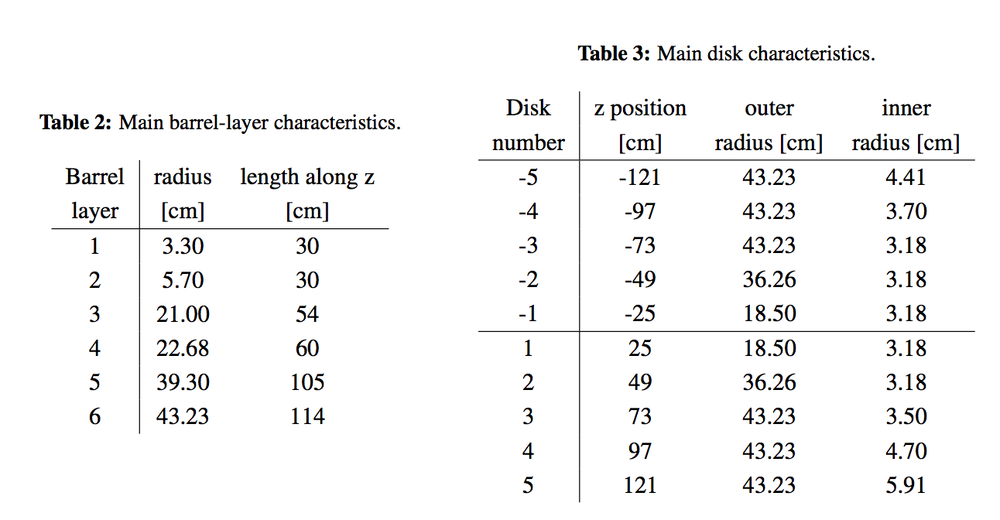 Table 2: Main barrel-layer characteristics.
Barrel radius length along z
layer [cm] [cm]
1 3.30 30
2 5.70 30
3 21.00 54
4 22.68 60
5 39.30 105
6 43.23 114
Table 3: Main disk characteristics.
Disk z position outer inner
number [cm] radius [cm] radius [cm]
-5 -121 43.23 4.41
-4 -97 43.23 3.70
-3 -73 43.23 3.18
-2 -49 36.26 3.18
-1 -25 18.50 3.18
1 25 18.50 3.18
2 49 36.26 3.18
3 73 43.23 3.50
4 97 43.23 4.70
5 121 43.23 5.91